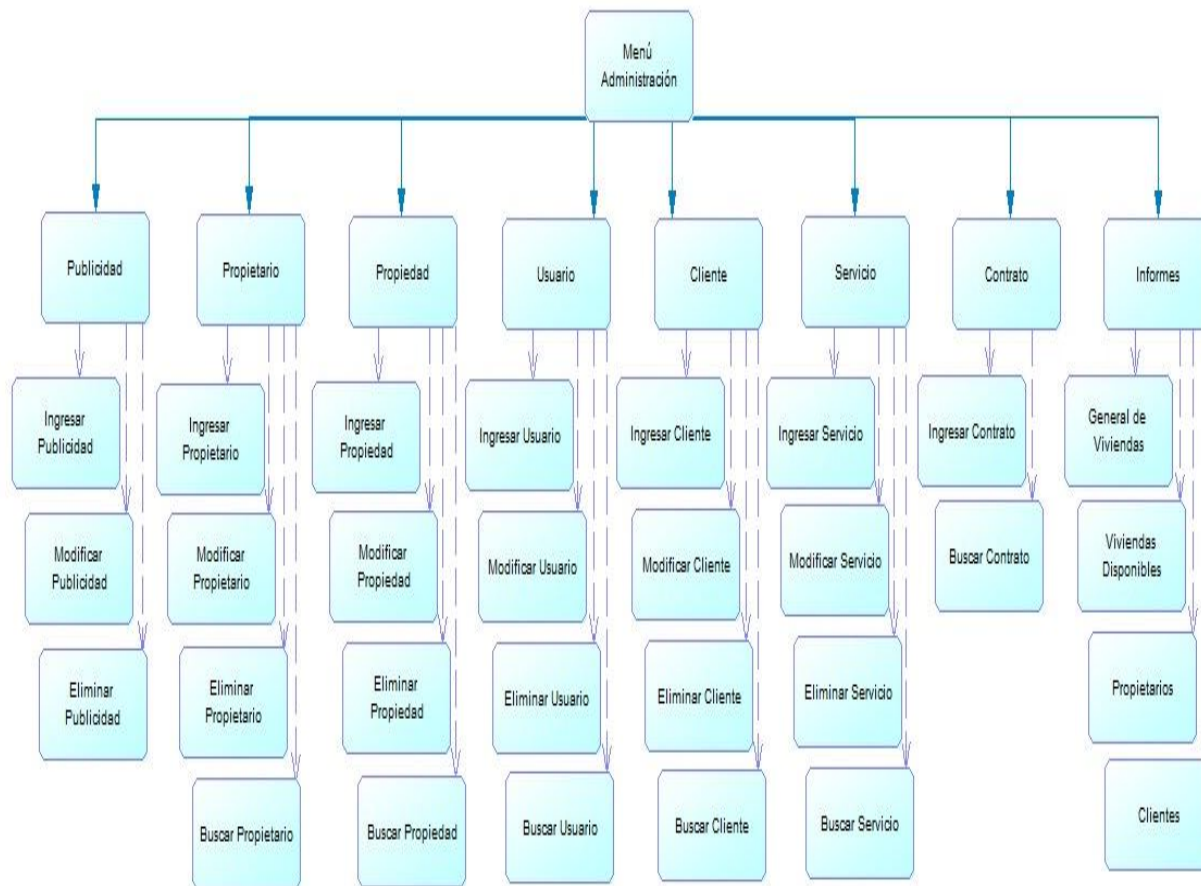 Menú
Administración
Publicidad
Propietario
Propiedad
Usuario
Cliente
Servicio
Contrato
Informes
Ingresar
Publicidad
Ingresar
Propietario
Ingresar
Propiedad
Ingresar Usuario
Ingresar Cliente
Ingresar Servicio
Ingresar Contrato
General de
Viviendas
Modificar
Publicidad
Modificar
Propietario
Modificar
Propiedad
Modificar Usuario
Modificar Cliente
Modificar Servicio
Buscar Contrato
Viviendas
Disponibles
Eliminar
Publicidad
Eliminar
Propietario
Eliminar
Propiedad
Eliminar Usuario
Eliminar Cliente
Eliminar Servicio
Propietarios
Buscar Propietario
Buscar Propiedad
Buscar Usuario
Buscar Cliente
Buscar Servicio
Clientes